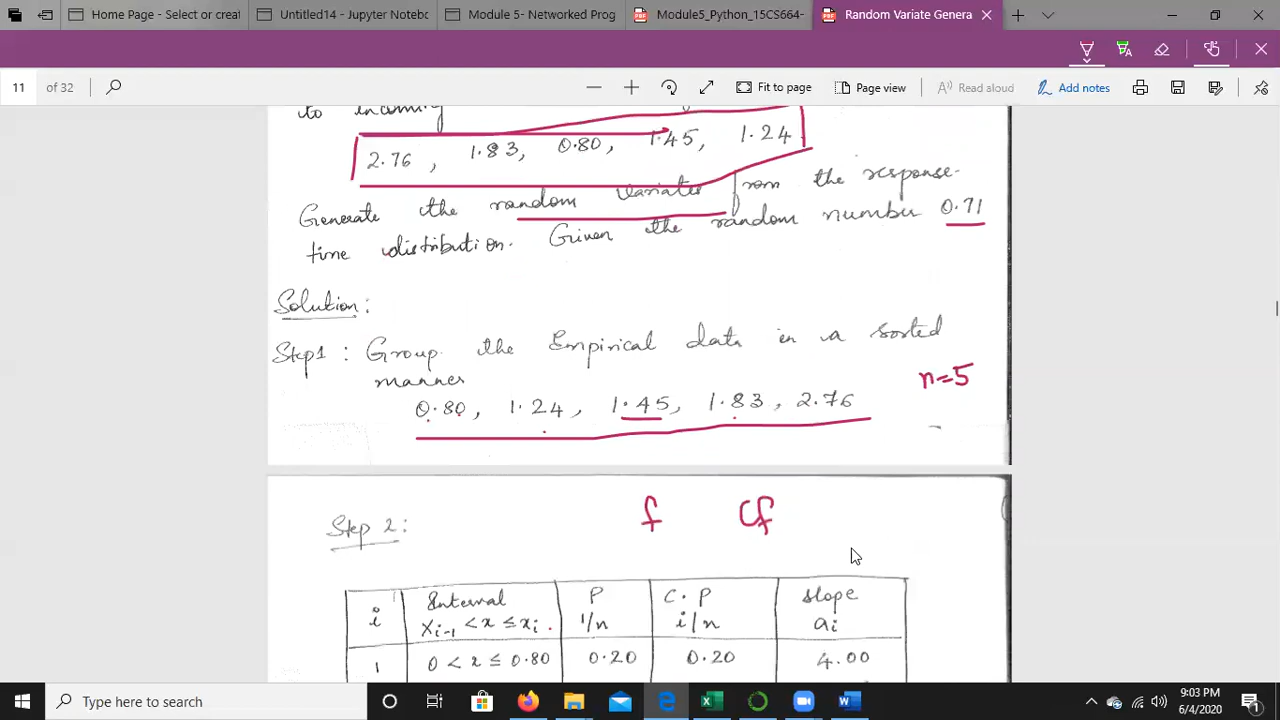 Home Page - Select or creat
Untitled14 - Jupyter Notebook
Module 5- Networked Prog
Module5_Python_15CS664-
Random Variate Genera
11 of 32
Fit to page
Page view
Read aloud
Add notes
to incoming
2.76 , 1.83, 0.80, 1.45, 1.24
Generate the random variates from the response-
time distribution. Given the random number 0.71
Solution:
Step1 : Group the Empirical data in a sorted
manner
0.80, 1.24, 1.45, 1.83, 2.76
n=5
Step 2:
f cf
i Interval P C.P slope
Xi-1 < x ≤ xi 1/n i/n ai
1 0 < x ≤ 0.80 0.20 0.20 4.00
Type here to search
9:03 PM
6/4/2020